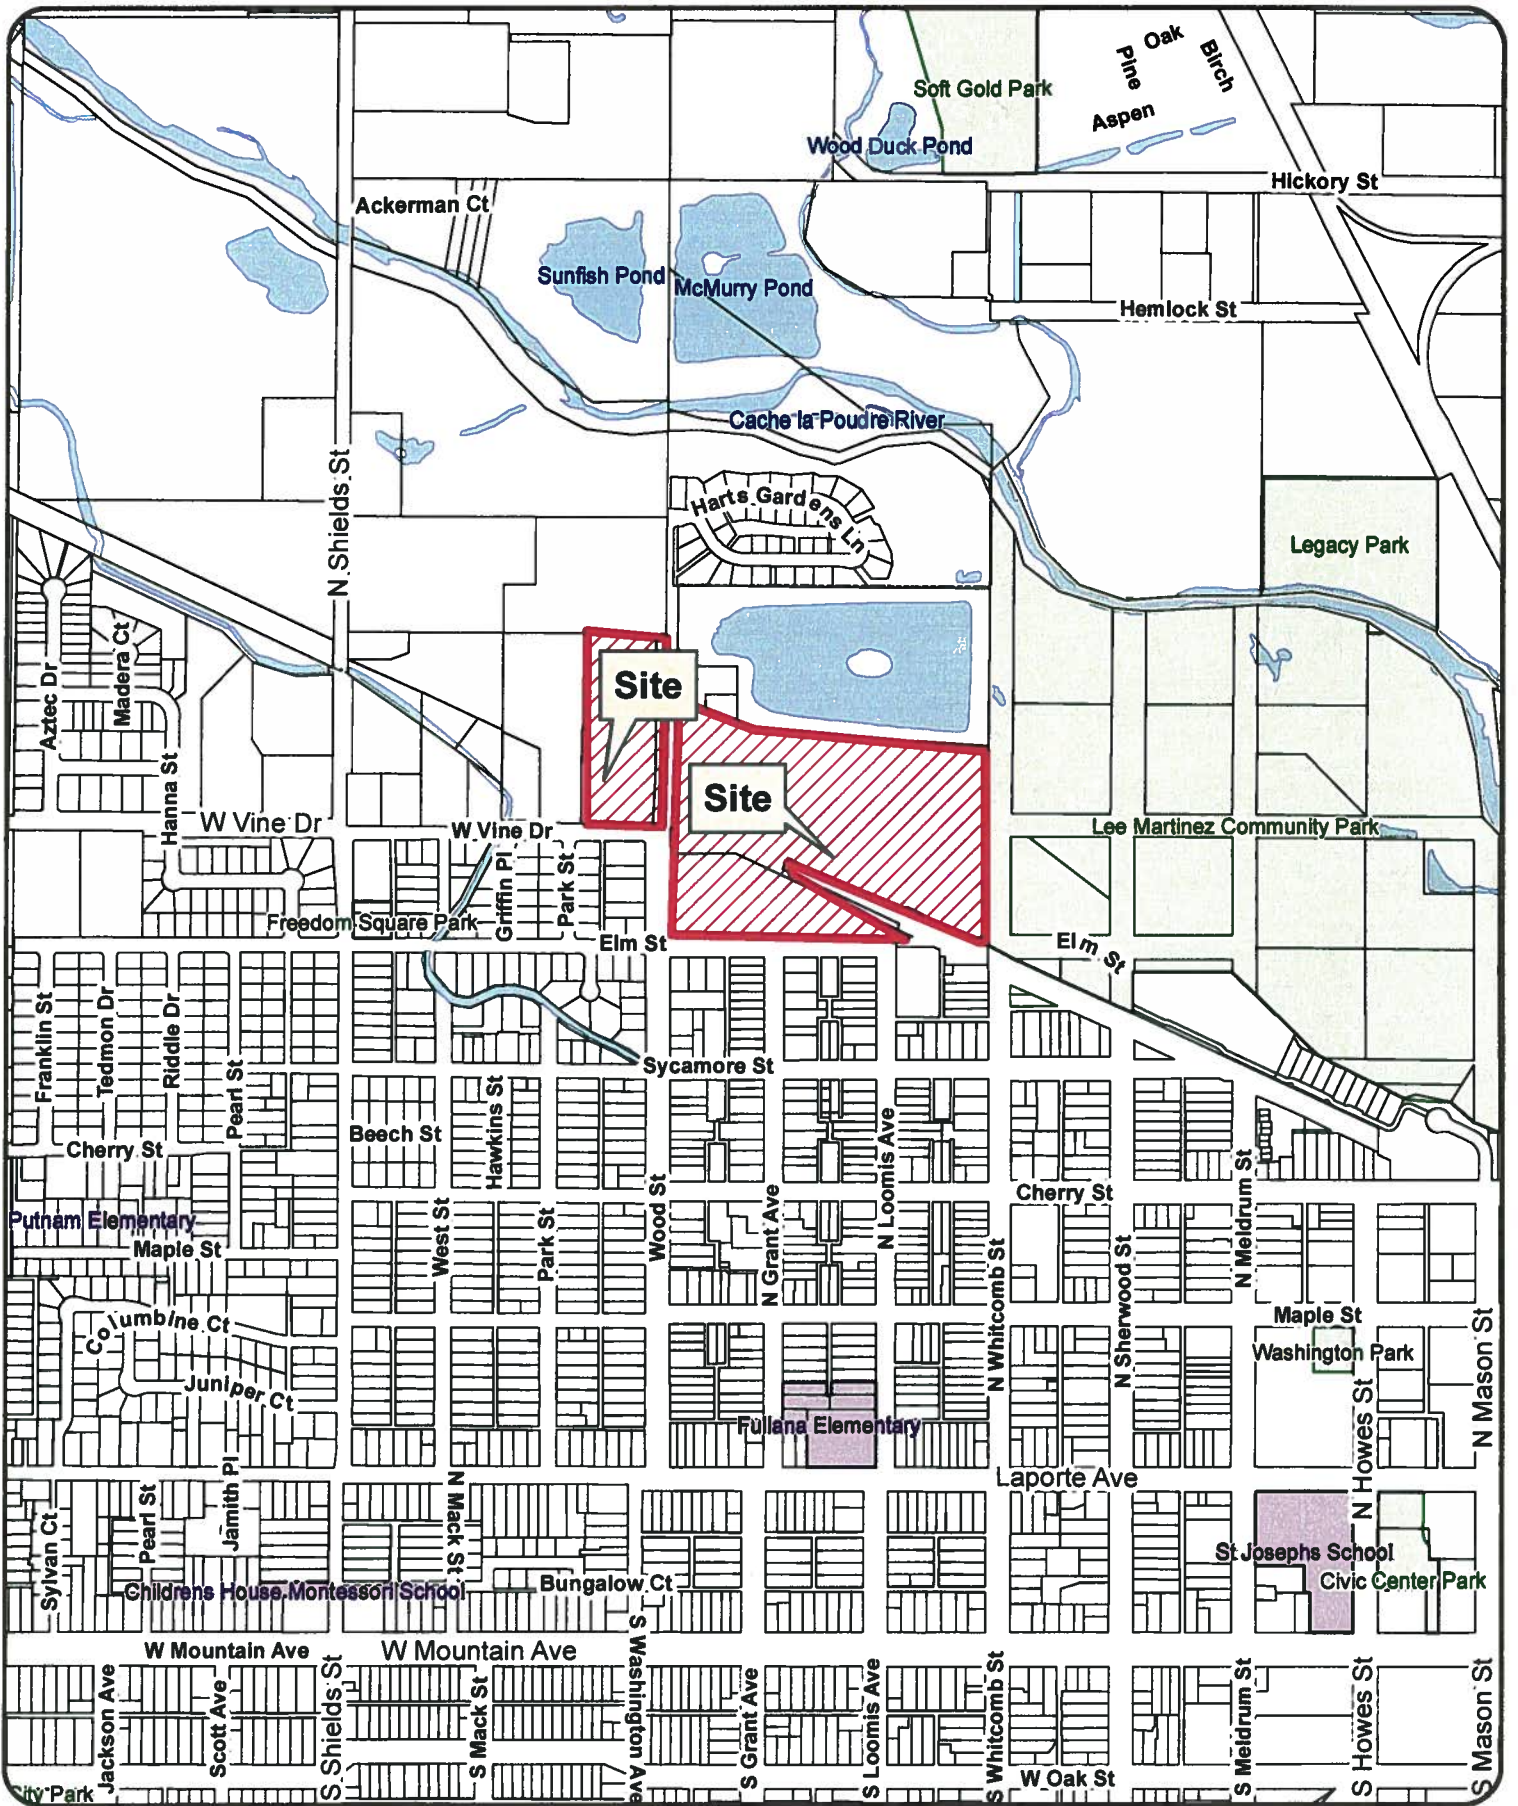 Oak
Pine
Birch
Soft Gold Park
Aspen
Wood Duck Pond
Hickory St
Ackerman Ct
Sunfish Pond
McMurry Pond
Hemlock St
Cache la Poudre River
N Shields St
Harts Gardens Ln
Legacy Park
Aztec Dr
Madera Ct
Site
Site
Hanna St
W Vine Dr
W Vine Dr
Lee Martinez Community Park
Griffin Pl
Park St
Freedom Square Park
Elm St
Elm St
Franklin St
Tedmon Dr
Riddle Dr
Pearl St
Sycamore St
Hawkins St
Beech St
Cherry St
N Loomis Ave
Cherry St
N Meldrum St
Putnam Elementary
Maple St
West St
Park St
Wood St
N Grant Ave
N Whitcomb St
N Sherwood St
Columbine Ct
Maple St
Washington Park
N Mason St
Juniper Ct
Fullana Elementary
N Howes St
Laporte Ave
Sylvan Ct
Pearl St
Jamith Pl
N Mack St
St Josephs School
Childrens House Montessori School
Bungalow Ct
Civic Center Park
W Mountain Ave
W Mountain Ave
Jackson Ave
Scott Ave
S Shields St
S Mack St
S Washington Ave
S Grant Ave
S Loomis Ave
S Whitcomb St
W Oak St
S Meldrum St
S Howes St
S Mason St
City Park